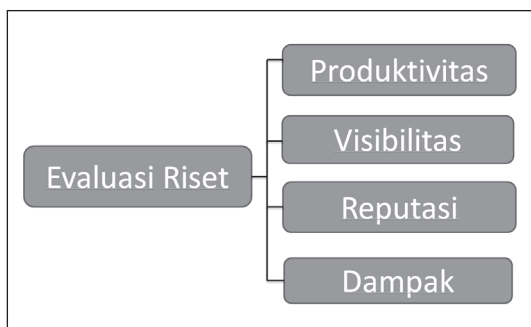 Evaluasi Riset
Produktivitas
Visibilitas
Reputasi
Dampak